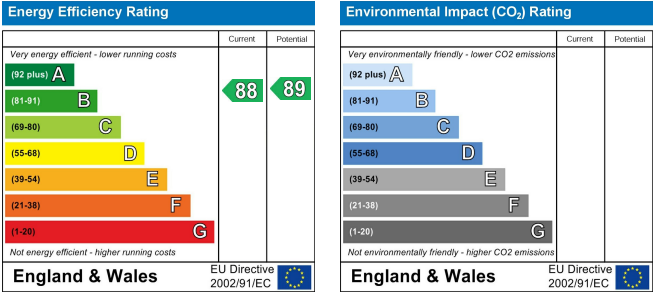 Energy Efficiency Rating
Current
Potential
Very energy efficient - lower running costs
(92 plus) A
(81-91) B
(69-80) C
(55-68) D
(39-54) E
(21-38) F
(1-20) G
88
89
Not energy efficient - higher running costs
England & Wales
EU Directive
2002/91/EC
Environmental Impact (CO₂) Rating
Current
Potential
Very environmentally friendly - lower CO2 emissions
(92 plus) A
(81-91) B
(69-80) C
(55-68) D
(39-54) E
(21-38) F
(1-20) G
Not environmentally friendly - higher CO2 emissions
England & Wales
EU Directive
2002/91/EC